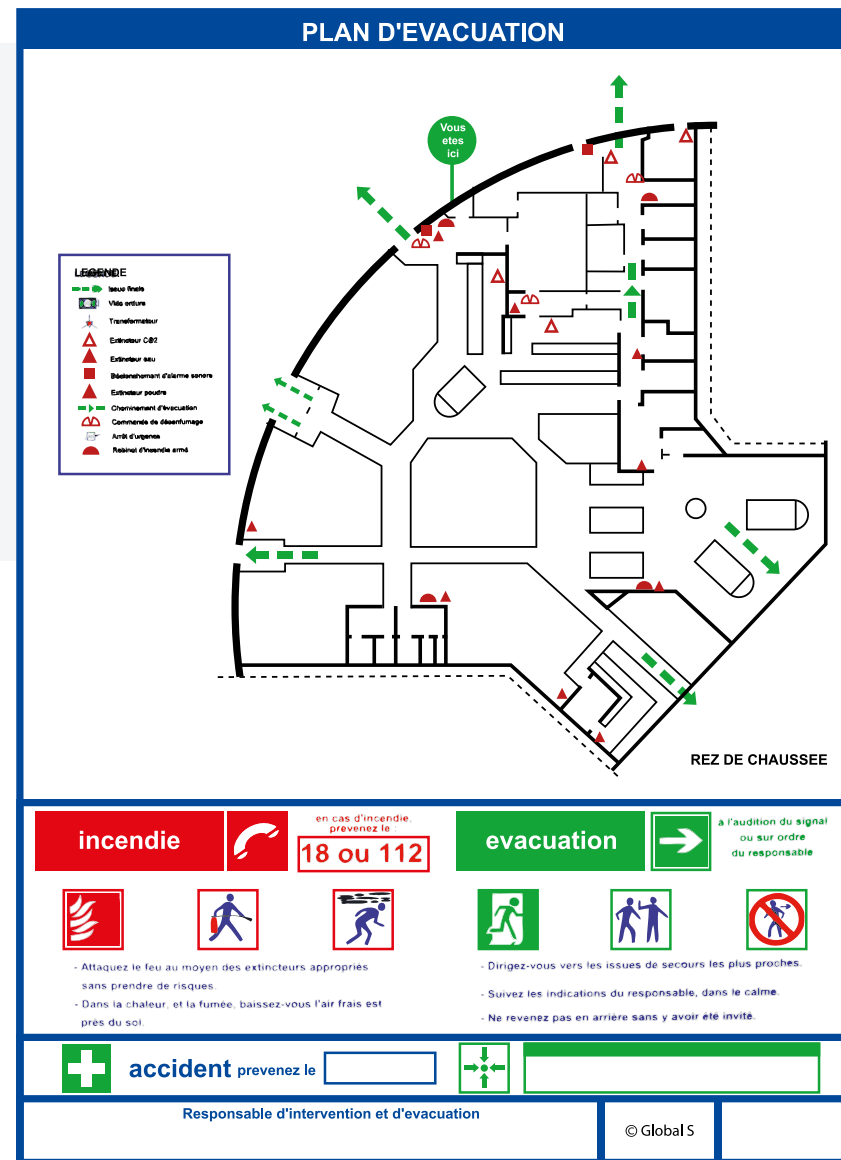 PLAN D'EVACUATION
Vous
etes
ici
LEGENDE
Issue finale
Vide ordure
Transformateur
Extincteur C@2
Extincteur eau
Déclenchement d'alarme sonore
Extincteur poudre
Cheminement d'évacuation
Commande de désenfumage
Arrêt d'urgence
Robinet d'incendie armé
REZ DE CHAUSSEE
incendie
en cas d'incendie,
prevenez le :
18 ou 112
evacuation
à l'audition du signal
ou sur ordre
du responsable
- Attaquez le feu au moyen des extincteurs appropriés
sans prendre de risques.
- Dans la chaleur, et la fumée, baissez-vous l'air frais est
près du sol.
- Dirigez-vous vers les issues de secours les plus proches.
- Suivez les indications du responsable, dans le calme.
- Ne revenez pas en arrière sans y avoir été invité.
accident prevenez le
Responsable d'intervention et d'evacuation
© Global S